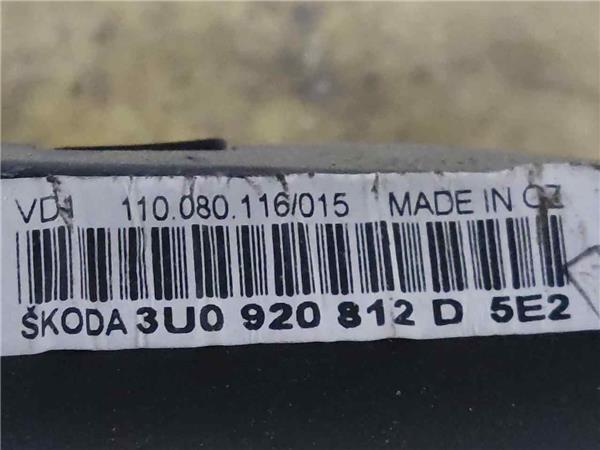 VDI 110.080.116/015 MADE IN CZ
ŠKODA 3U0 920 812 D 5E2